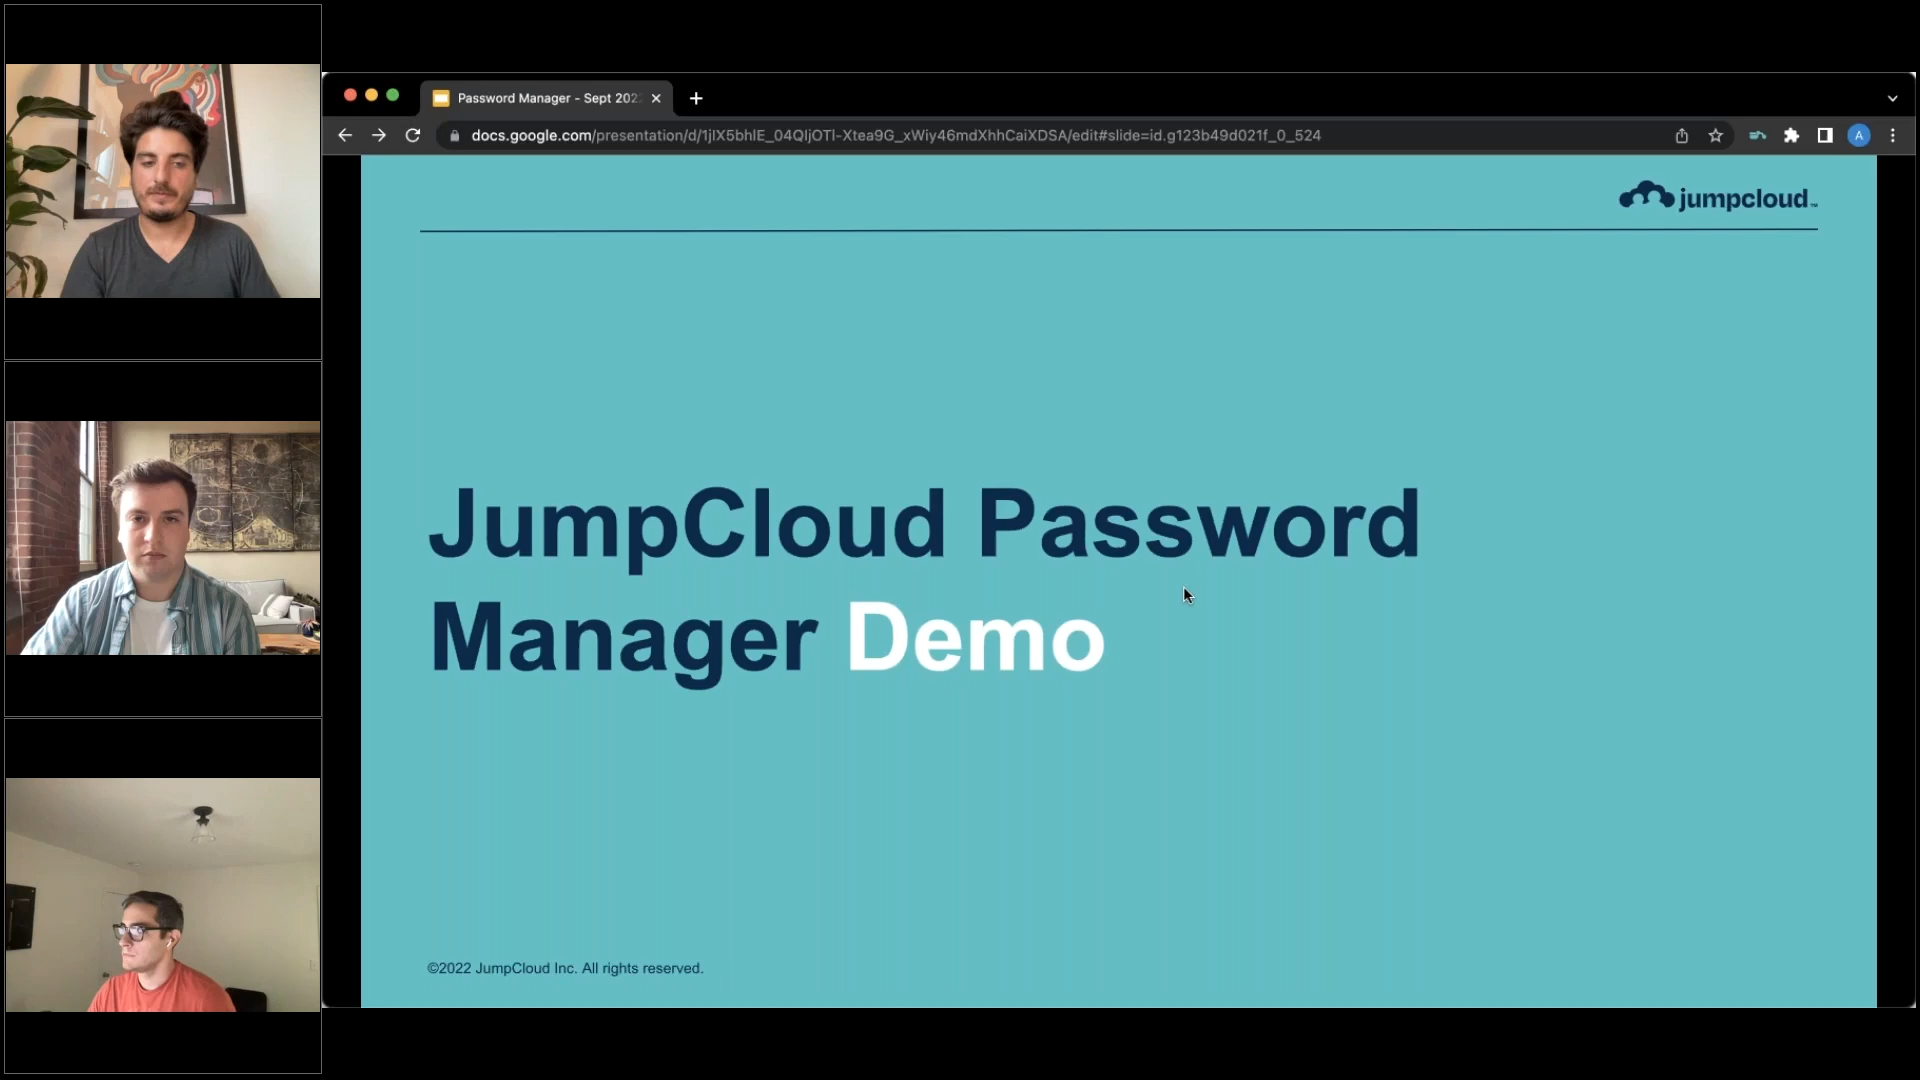 Password Manager - Sept 202
docs.google.com/presentation/d/1jIX5bhIE_04QIjOTI-Xtea9G_xWiy46mdXhhCaiXDSA/edit#slide=id.g123b49d021f_0_524
A
jumpcloud™
JumpCloud Password
Manager Demo
©2022 JumpCloud Inc. All rights reserved.